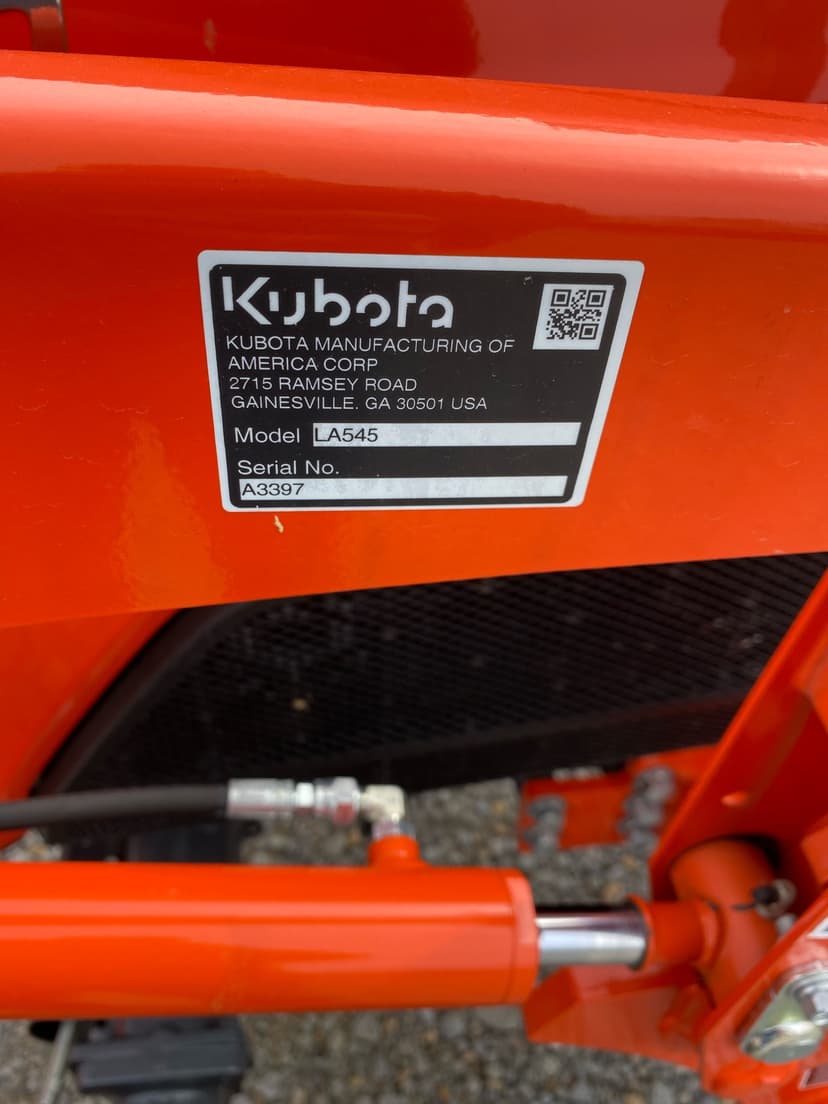 Kubota
KUBOTA MANUFACTURING OF
AMERICA CORP
2715 RAMSEY ROAD
GAINESVILLE. GA 30501 USA
Model LA545
Serial No.
A3397